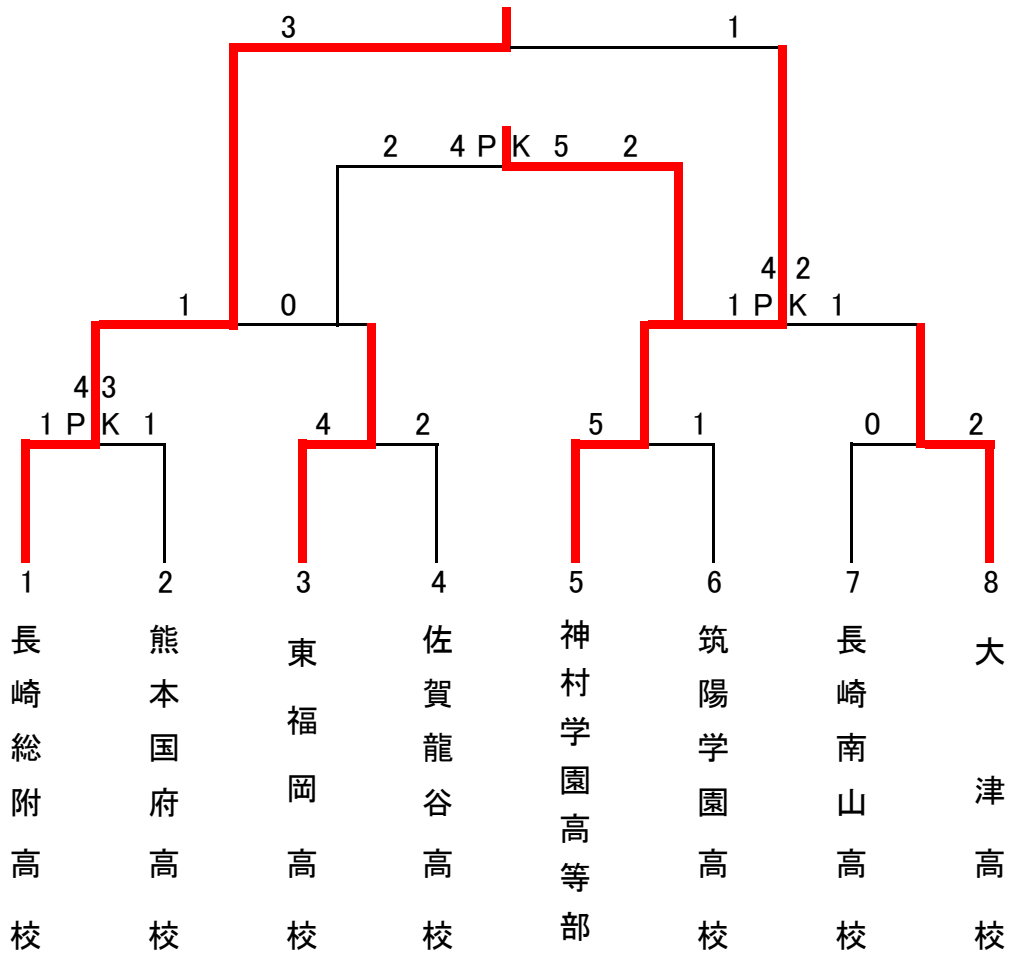 3 1
2 4 P K 5 2
4 2
1 0 1 P K 1
4 3
1 P K 1 4 2 5 1 0 2
1 2 3 4 5 6 7 8
長崎総附高校
熊本国府高校
東福岡高校
佐賀龍谷高校
神村学園高等部
筑陽学園高校
長崎南山高校
大津高校